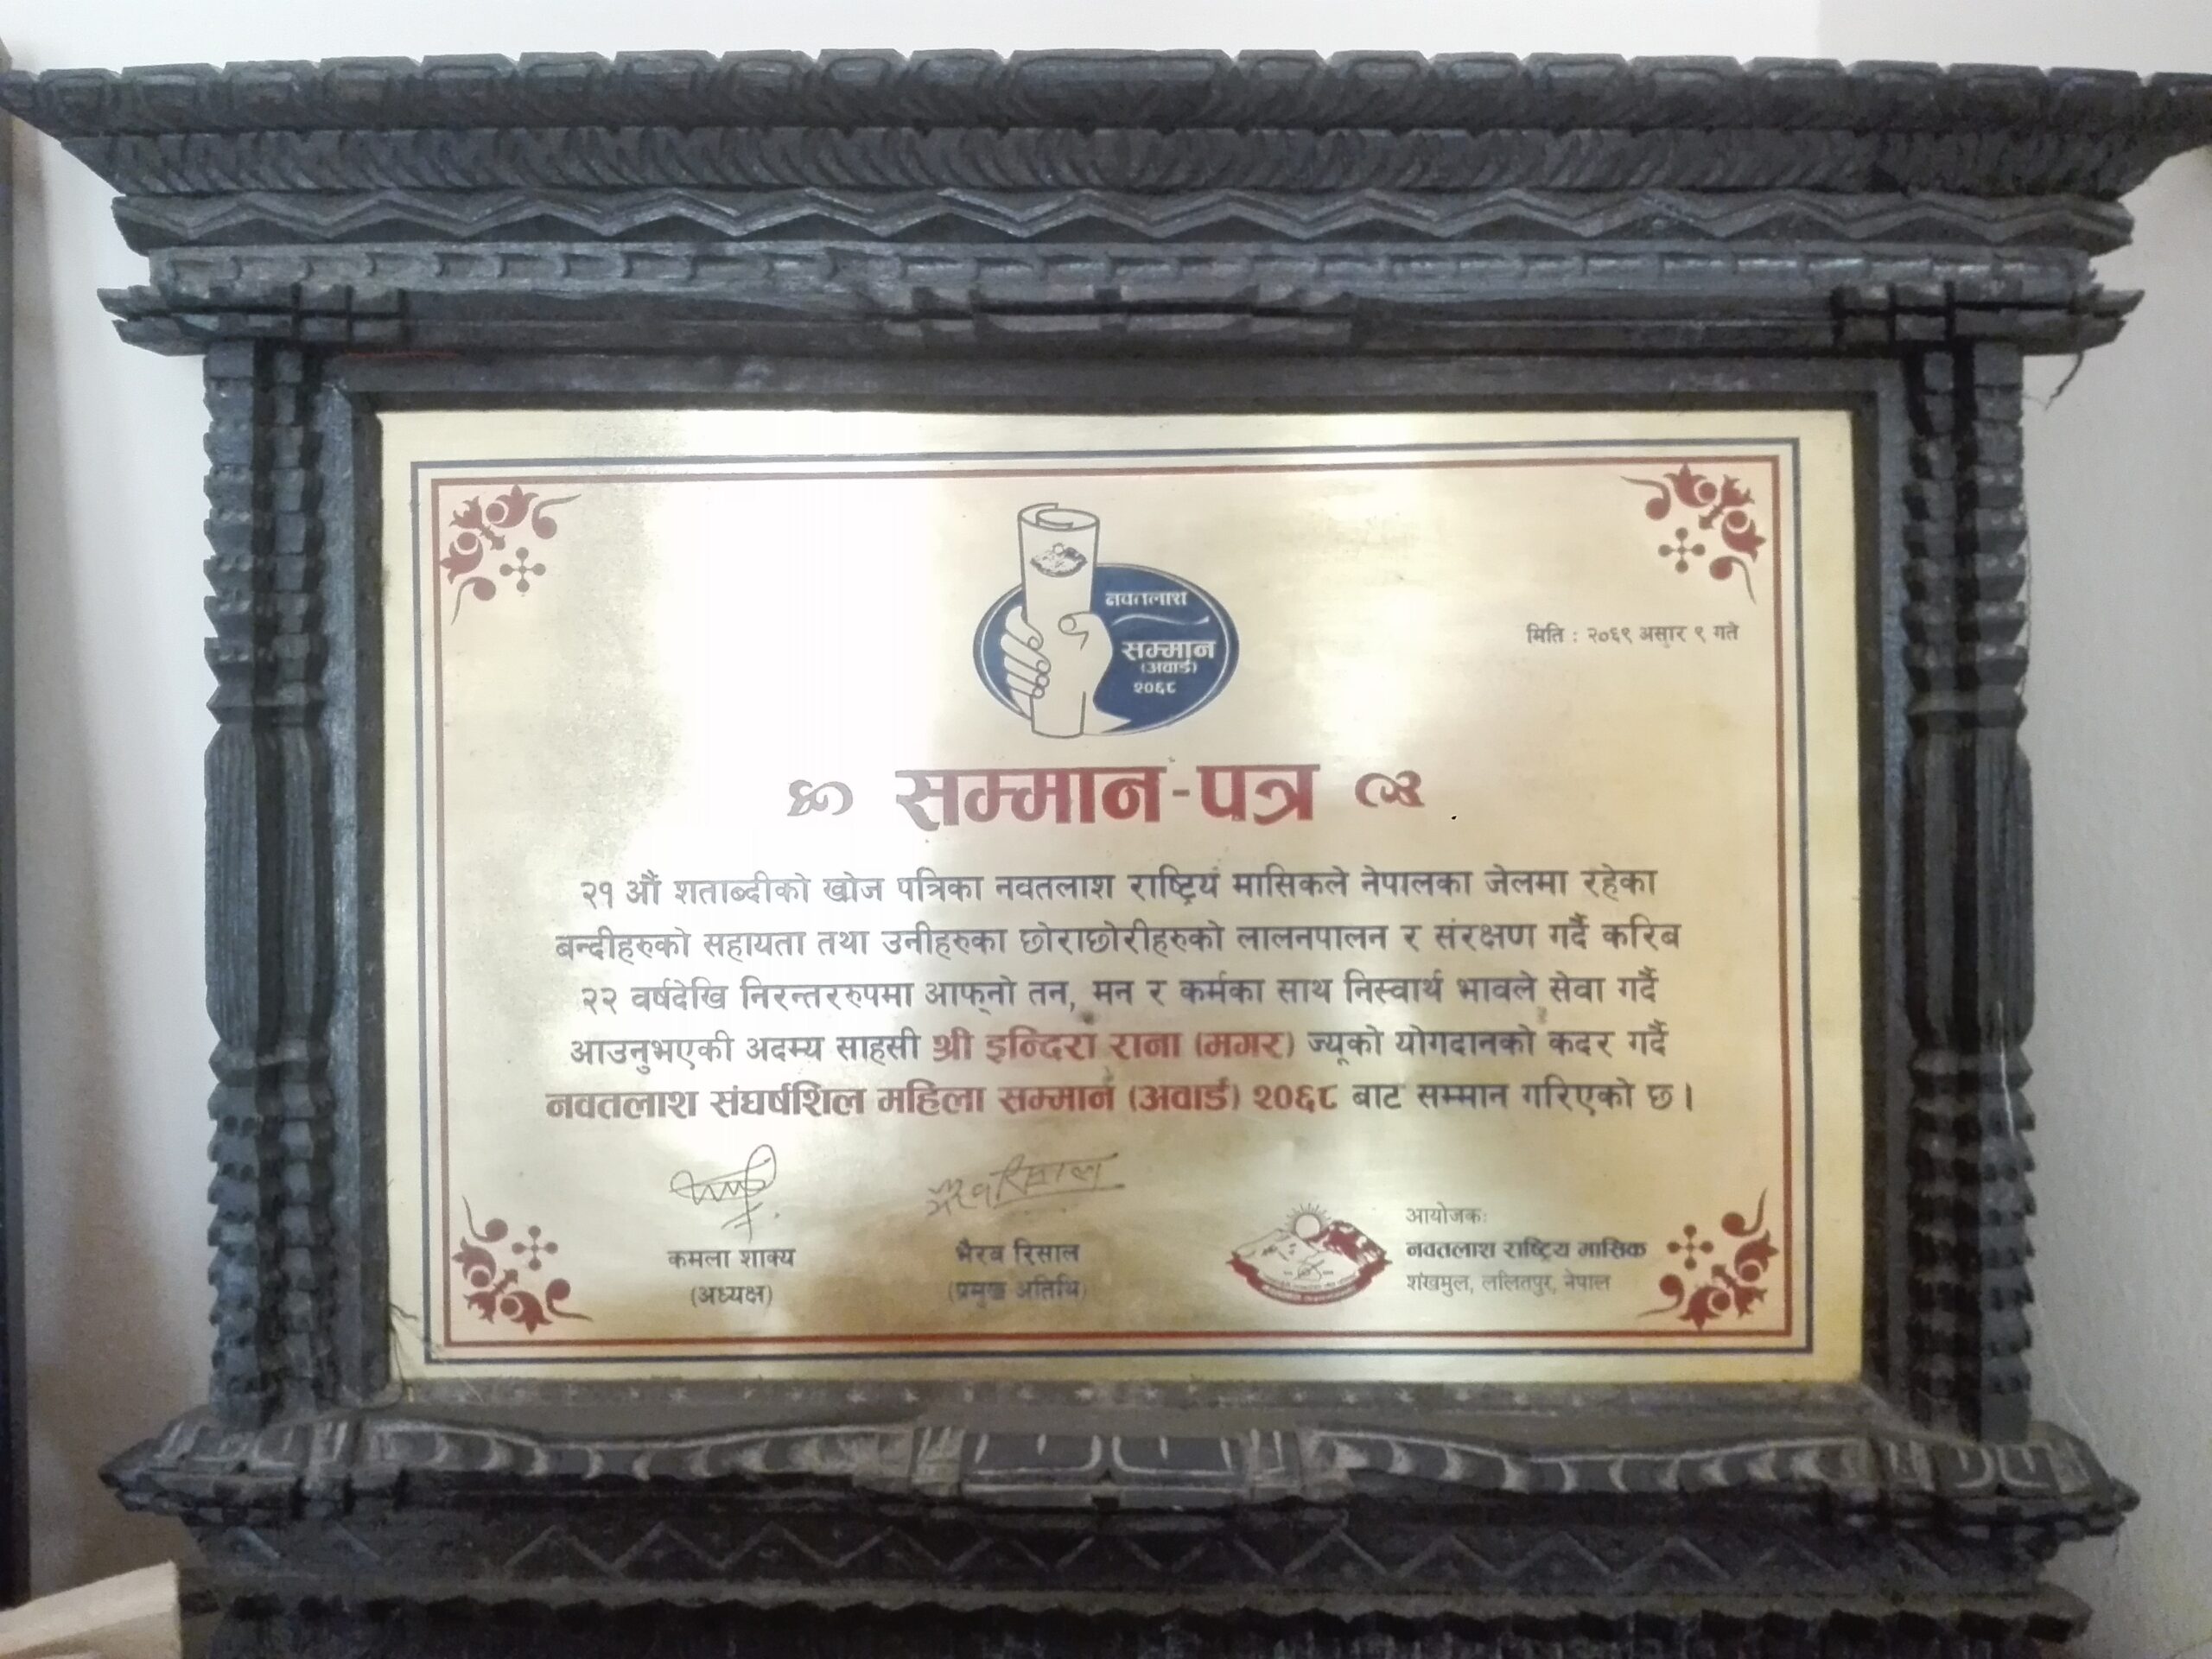 नवतलाश
सम्मान
(अवार्ड)
२०६८
मिति : २०६९ असार ९ गते
सम्मान-पत्र
२१ औं शताब्दीको खोज पत्रिका नवतलाश राष्ट्रिय मासिकले नेपालका जेलमा रहेका
बन्दीहरुको सहायता तथा उनीहरुका छोराछोरीहरुको लालनपालन र संरक्षण गर्दै करिब
२२ वर्षदेखि निरन्तररुपमा आफ्‌नो तन, मन र कर्मका साथ निस्वार्थ भावले सेवा गर्दै
आउनुभएकी अदम्य साहसी श्री इन्दिरा राना (मगर) ज्यूको योगदानको कदर गर्दै
नवतलाश संघर्षशिल महिला सम्मान (अवार्ड) २०६८ बाट सम्मान गरिएको छ।
भैरव रिसाल
कमला शाक्य
(अध्यक्ष)
भैरव रिसाल
(प्रमुख अतिथि)
आयोजकः
नवतलाश राष्ट्रिय मासिक
शंखमुल, ललितपुर, नेपाल